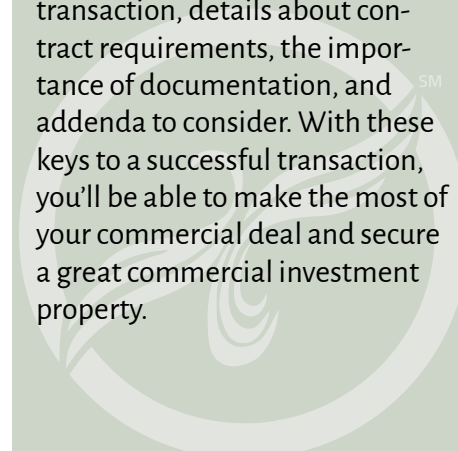 transaction, details about con-
tract requirements, the impor-
tance of documentation, and
SM
addenda to consider. With these
keys to a successful transaction,
you’ll be able to make the most of
your commercial deal and secure
a great commercial investment
property.